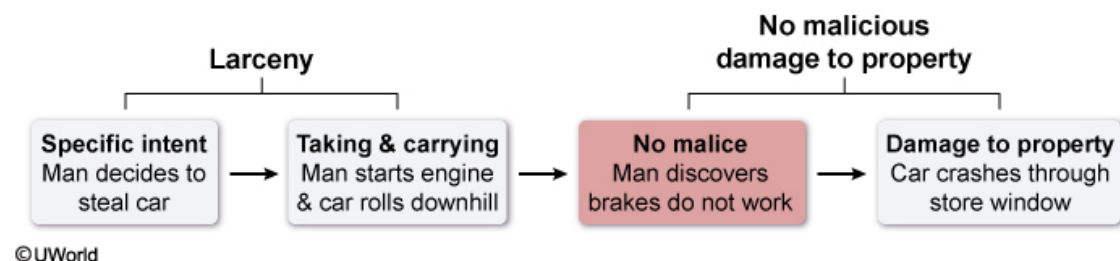 Larceny
No malicious
damage to property
Specific intent
Man decides to
steal car
Taking & carrying
Man starts engine
& car rolls downhill
No malice
Man discovers
brakes do not work
Damage to property
Car crashes through
store window
©UWorld